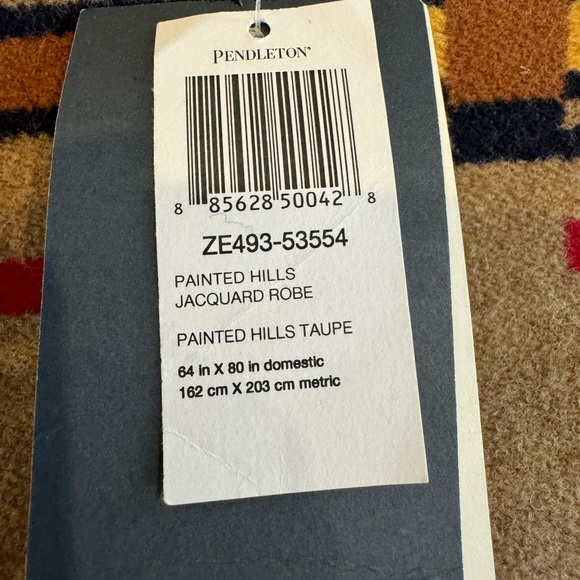 PENDLETON®
8 85628 50042 8
ZE493-53554
PAINTED HILLS
JACQUARD ROBE
PAINTED HILLS TAUPE
64 in X 80 in domestic
162 cm X 203 cm metric